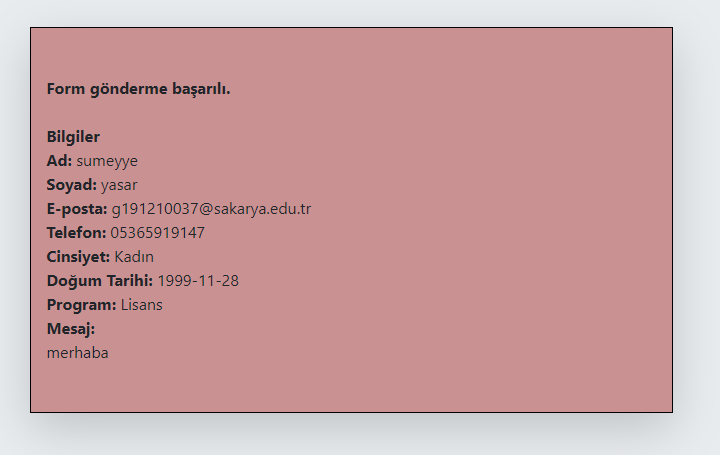 Form gönderme başarılı.
Bilgiler
Ad: sumeyye
Soyad: yasar
E-posta: g191210037@sakarya.edu.tr
Telefon: 05365919147
Cinsiyet: Kadın
Doğum Tarihi: 1999-11-28
Program: Lisans
Mesaj:
merhaba